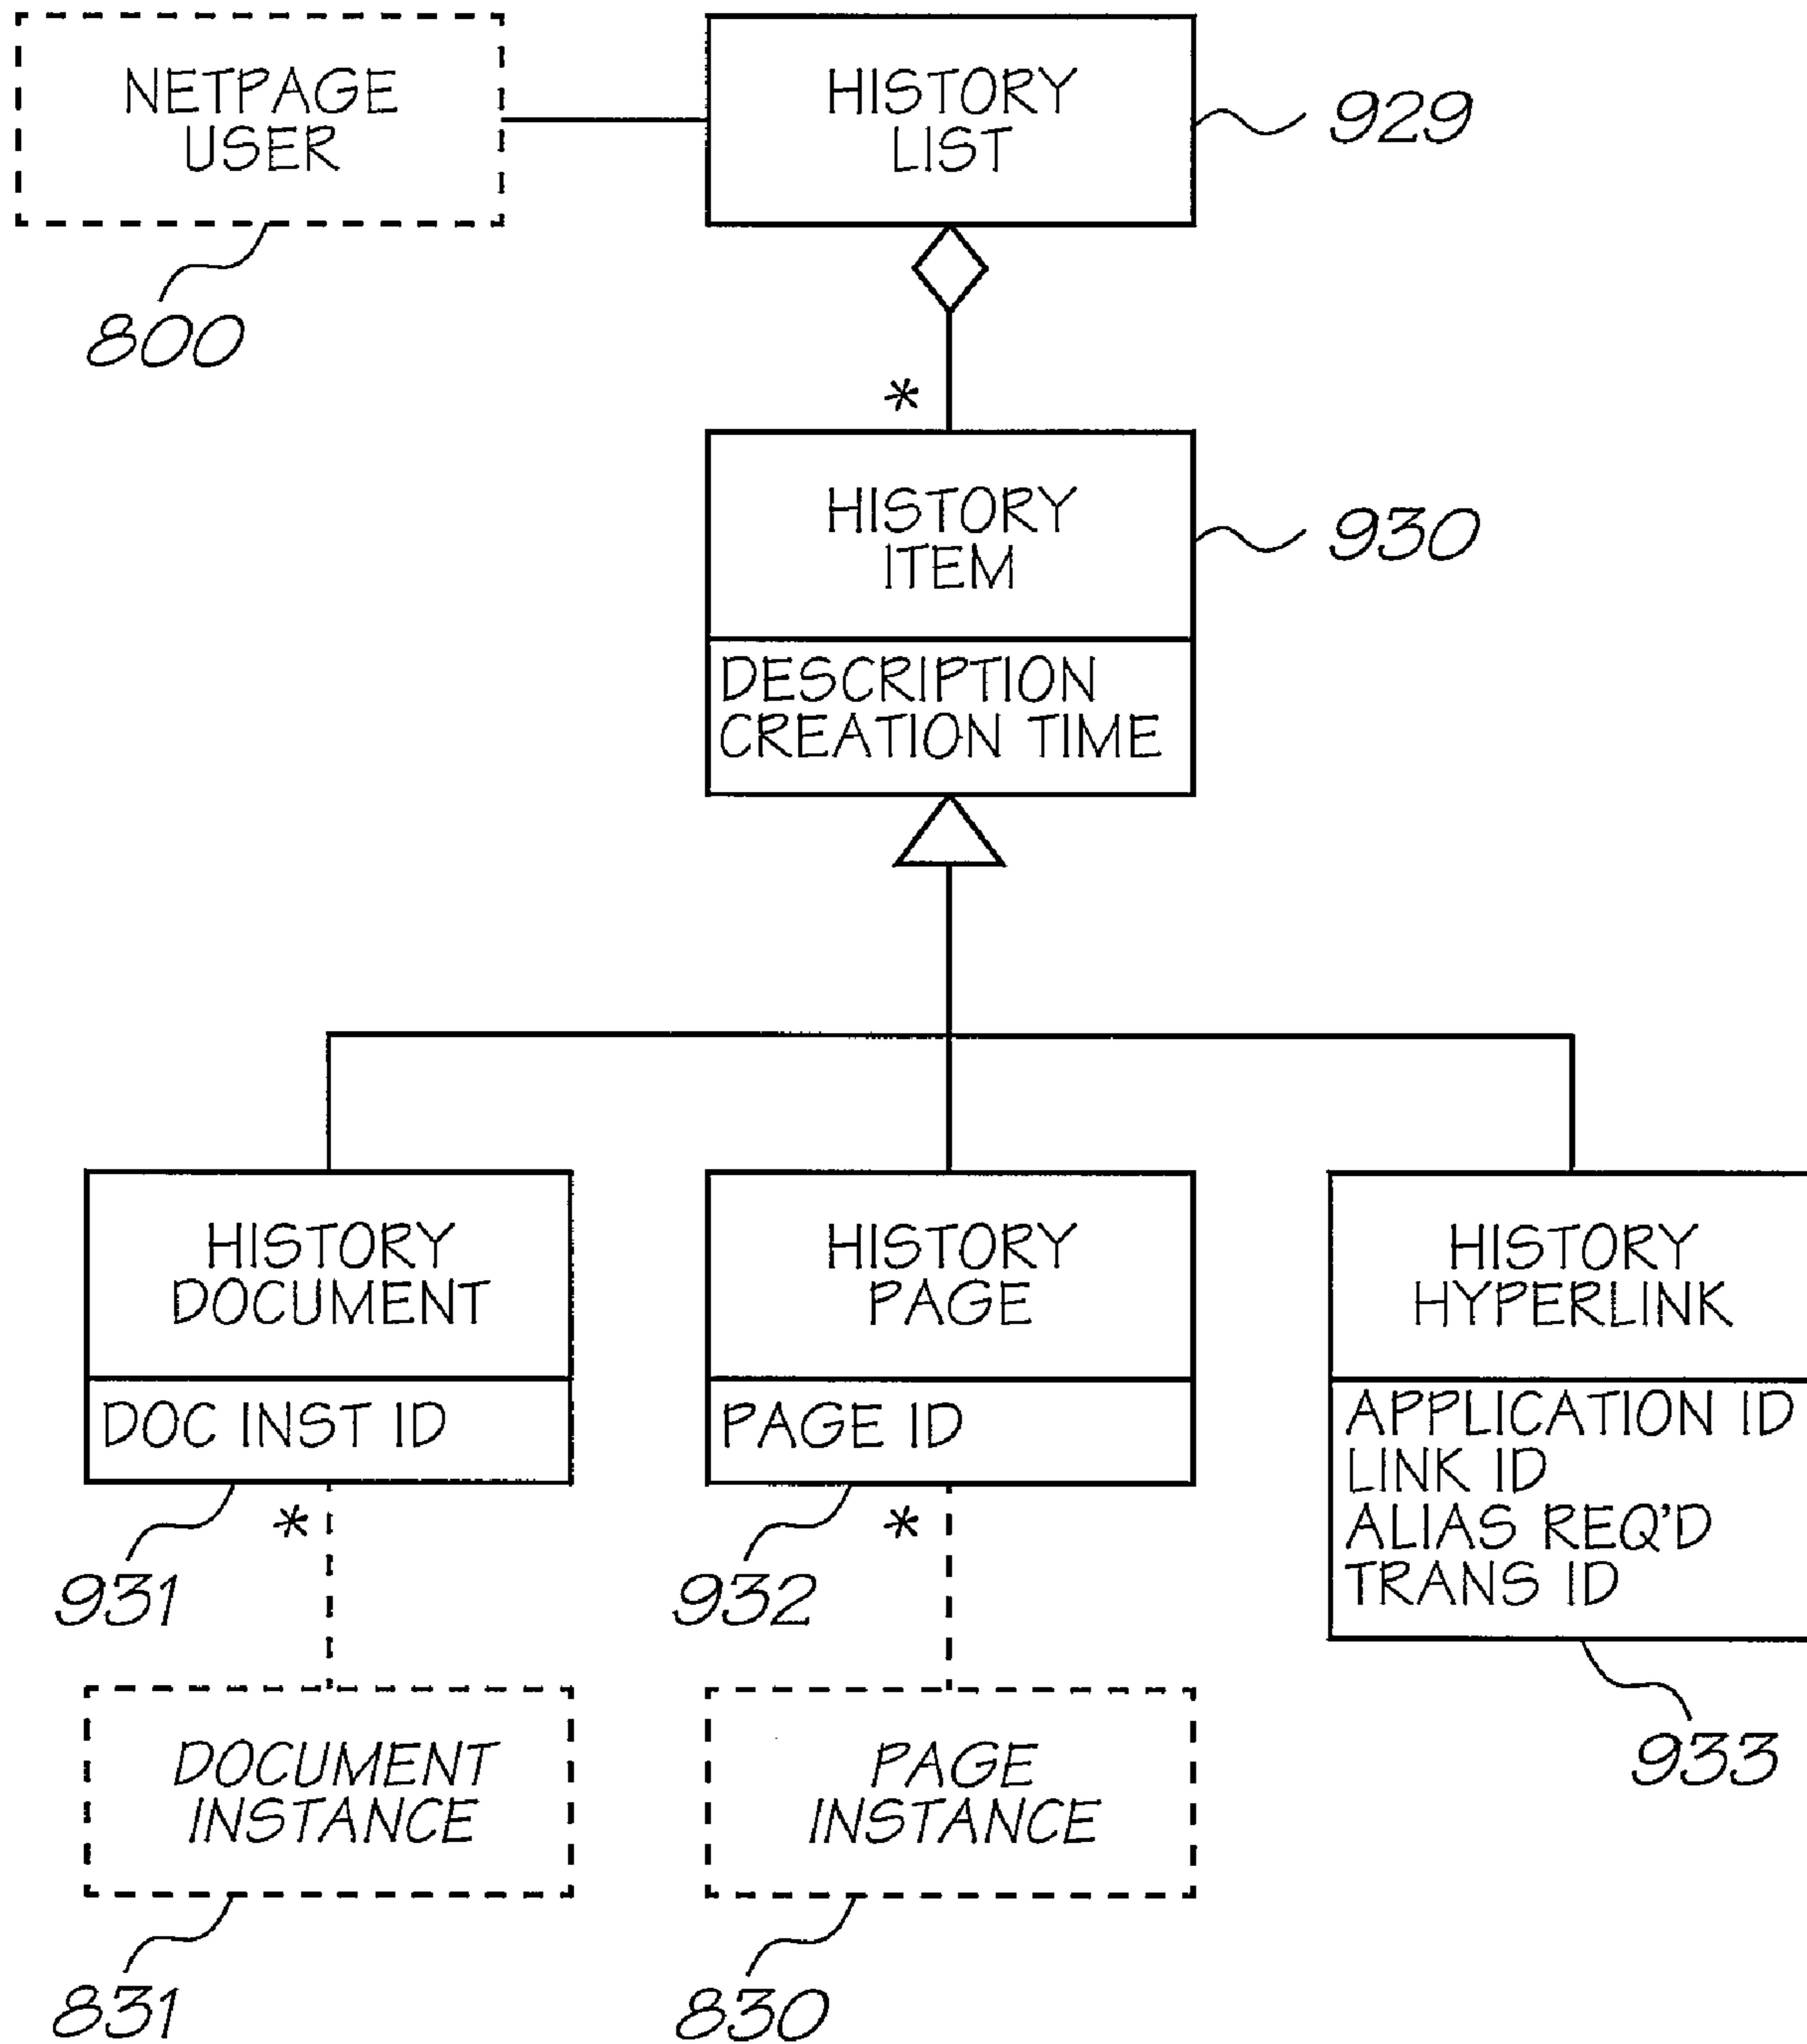 NETPAGE
USER
HISTORY
LIST
929
800
*
HISTORY
ITEM
930
DESCRIPTION
CREATION TIME
HISTORY
DOCUMENT
HISTORY
PAGE
HISTORY
HYPERLINK
DOC INST ID
PAGE ID
APPLICATION ID
LINK ID
ALIAS REQ'D
TRANS ID
*
*
931
932
933
DOCUMENT
INSTANCE
PAGE
INSTANCE
831
830